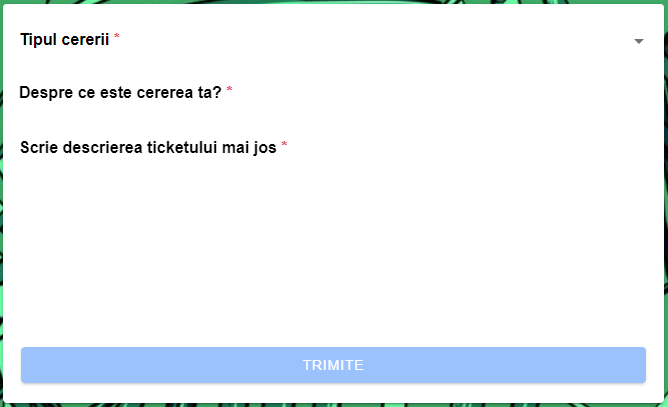 Tipul cererii *
Despre ce este cererea ta? *
Scrie descrierea ticketului mai jos *
TRIMITE